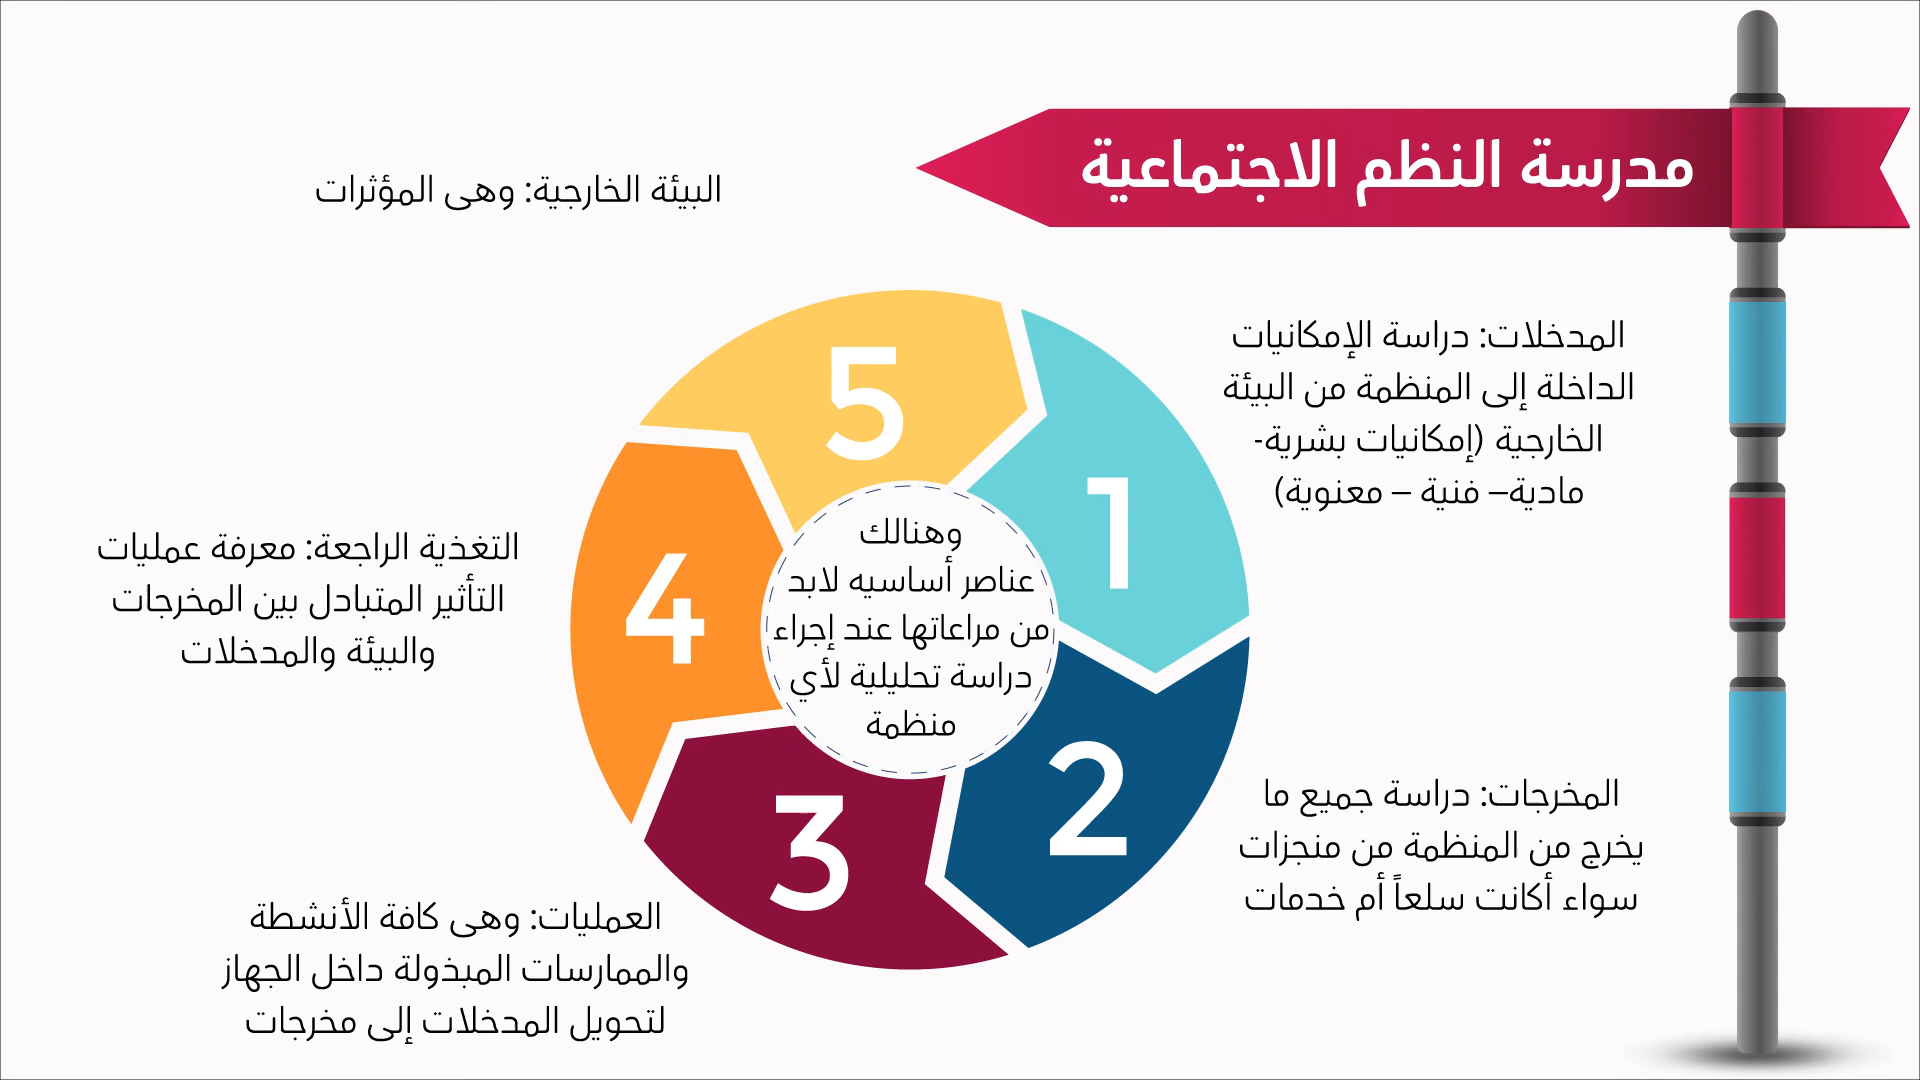 مدرسة النظم الاجتماعية
المدخلات: دراسة الإمكانيات
الداخلة إلى المنظمة من البيئة
الخارجية (إمكانيات بشرية-
مادية– فنية – معنوية)
1
المخرجات: دراسة جميع ما
يخرج من المنظمة من منجزات
سواء أكانت سلعاً أم خدمات
2
العمليات: وهى كافة الأنشطة
والممارسات المبذولة داخل الجهاز
لتحويل المدخلات إلى مخرجات
3
التغذية الراجعة: معرفة عمليات
التأثير المتبادل بين المخرجات
والبيئة والمدخلات
4
البيئة الخارجية: وهى المؤثرات
5
وهنالك
عناصر أساسيه لابد
من مراعاتها عند إجراء
دراسة تحليلية لأي
منظمة